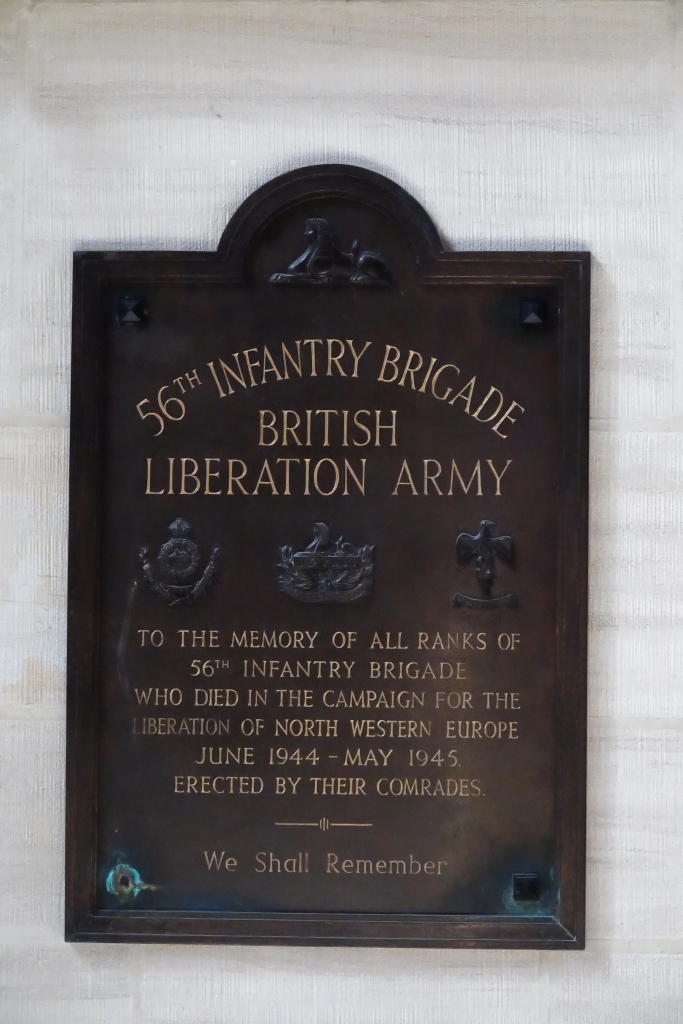 56TH INFANTRY BRIGADE
BRITISH
LIBERATION ARMY
TO THE MEMORY OF ALL RANKS OF
56TH INFANTRY BRIGADE
WHO DIED IN THE CAMPAIGN FOR THE
LIBERATION OF NORTH WESTERN EUROPE
JUNE 1944 - MAY 1945.
ERECTED BY THEIR COMRADES.
We Shall Remember